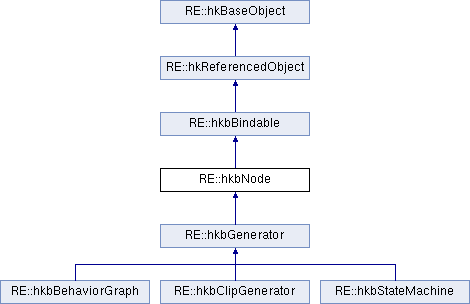 RE::hkBaseObject
RE::hkReferencedObject
RE::hkbBindable
RE::hkbNode
RE::hkbGenerator
RE::hkbBehaviorGraph RE::hkbClipGenerator RE::hkbStateMachine